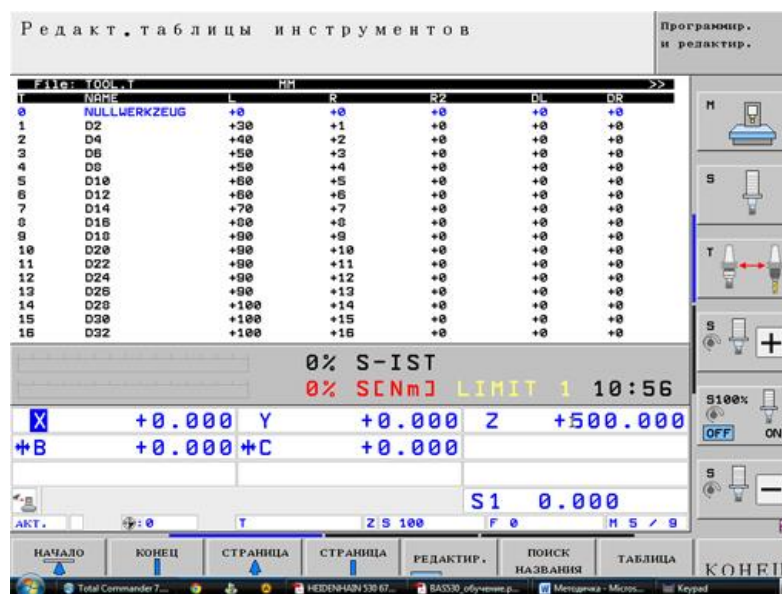 Редакт.таблицы инструментов
Программир.
и редактир.
File: TOOL.T MM >>
T NAME L R R2 DL DR
0 NULLWERKZEUG +0 +0 +0 +0 +0
1 D2 +30 +1 +0 +0 +0
2 D4 +40 +2 +0 +0 +0
3 D6 +50 +3 +0 +0 +0
4 D8 +50 +4 +0 +0 +0
5 D10 +60 +5 +0 +0 +0
6 D12 +60 +6 +0 +0 +0
7 D14 +70 +7 +0 +0 +0
8 D16 +80 +8 +0 +0 +0
9 D18 +90 +9 +0 +0 +0
10 D20 +90 +10 +0 +0 +0
11 D22 +90 +11 +0 +0 +0
12 D24 +90 +12 +0 +0 +0
13 D26 +90 +13 +0 +0 +0
14 D28 +100 +14 +0 +0 +0
15 D30 +100 +15 +0 +0 +0
16 D32 +100 +16 +0 +0 +0
M
S
T
S
S100%
OFF ON
S
0% S-IST
0% S[Nm] LIMIT 1 10:56
X +0.000 Y +0.000 Z +500.000
B +0.000 C +0.000
S1 0.000
АКТ. : 0 T Z S 100 F 0 M 5 / 9
НАЧАЛО КОНЕЦ СТРАНИЦА СТРАНИЦА РЕДАКТИР. ПОИСК НАЗВАНИЯ ТАБЛИЦА КОНЕЦ
Total Commander 7... HEIDENHAIN 530 67... BAS530_обучение.p... Методичка - Micros... Keypad